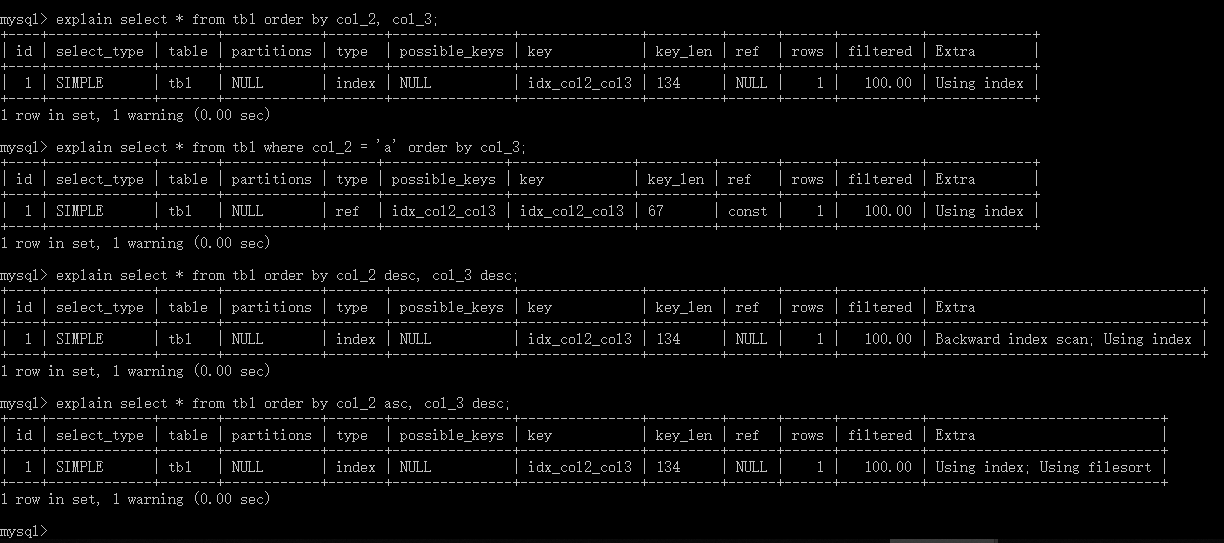 mysql> explain select * from tb1 order by col_2, col_3;
+----+-------------+-------+------------+-------+---------------+---------------+---------+------+------+----------+-------------+
| id | select_type | table | partitions | type | possible_keys | key | key_len | ref | rows | filtered | Extra |
+----+-------------+-------+------------+-------+---------------+---------------+---------+------+------+----------+-------------+
| 1 | SIMPLE | tb1 | NULL | index | NULL | idx_col2_col3 | 134 | NULL | 1 | 100.00 | Using index |
+----+-------------+-------+------------+-------+---------------+---------------+---------+------+------+----------+-------------+
1 row in set, 1 warning (0.00 sec)
mysql> explain select * from tb1 where col_2 = 'a' order by col_3;
+----+-------------+-------+------------+------+---------------+---------------+---------+-------+------+----------+-------------+
| id | select_type | table | partitions | type | possible_keys | key | key_len | ref | rows | filtered | Extra |
+----+-------------+-------+------------+------+---------------+---------------+---------+-------+------+----------+-------------+
| 1 | SIMPLE | tb1 | NULL | ref | idx_col2_col3 | idx_col2_col3 | 67 | const | 1 | 100.00 | Using index |
+----+-------------+-------+------------+------+---------------+---------------+---------+-------+------+----------+-------------+
1 row in set, 1 warning (0.00 sec)
mysql> explain select * from tb1 order by col_2 desc, col_3 desc;
+----+-------------+-------+------------+-------+---------------+---------------+---------+------+------+----------+----------------------------------+
| id | select_type | table | partitions | type | possible_keys | key | key_len | ref | rows | filtered | Extra |
+----+-------------+-------+------------+-------+---------------+---------------+---------+------+------+----------+----------------------------------+
| 1 | SIMPLE | tb1 | NULL | index | NULL | idx_col2_col3 | 134 | NULL | 1 | 100.00 | Backward index scan; Using index |
+----+-------------+-------+------------+-------+---------------+---------------+---------+------+------+----------+----------------------------------+
1 row in set, 1 warning (0.00 sec)
mysql> explain select * from tb1 order by col_2 asc, col_3 desc;
+----+-------------+-------+------------+-------+---------------+---------------+---------+------+------+----------+-----------------------------+
| id | select_type | table | partitions | type | possible_keys | key | key_len | ref | rows | filtered | Extra |
+----+-------------+-------+------------+-------+---------------+---------------+---------+------+------+----------+-----------------------------+
| 1 | SIMPLE | tb1 | NULL | index | NULL | idx_col2_col3 | 134 | NULL | 1 | 100.00 | Using index; Using filesort |
+----+-------------+-------+------------+-------+---------------+---------------+---------+------+------+----------+-----------------------------+
1 row in set, 1 warning (0.00 sec)
mysql>